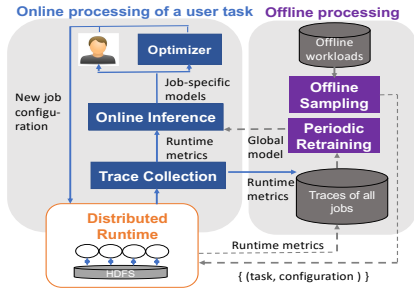 Online processing of a user task
Offline processing
Optimizer
Offline
workloads
New job
configu-
ration
Job-specific
models
Offline
Sampling
Online Inference
Runtime
metrics
Global
model
Periodic
Retraining
Trace Collection
Runtime
metrics
Traces of all
jobs
Distributed
Runtime
Runtime metrics
HDFS
{ (task, configuration ) }